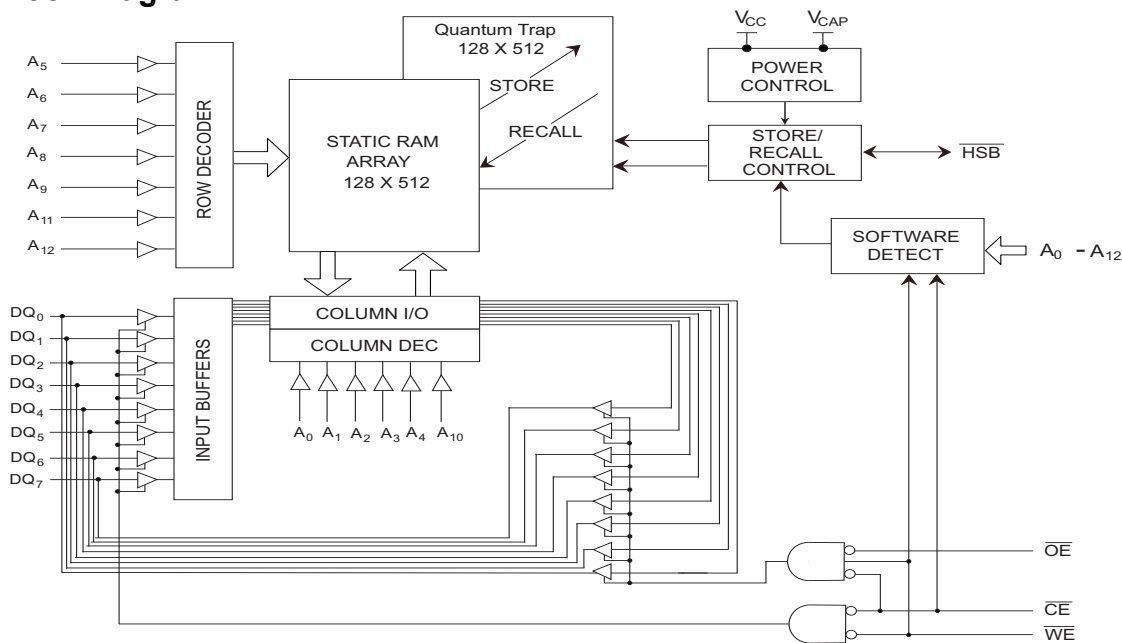 A5
A6
A7
A8
A9
A11
A12
ROW DECODER
Quantum Trap
128 X 512
STORE
RECALL
STATIC RAM
ARRAY
128 X 512
VCC
VCAP
POWER
CONTROL
STORE/
RECALL
CONTROL
HSB
SOFTWARE
DETECT
A0 - A12
DQ0
DQ1
DQ2
DQ3
DQ4
DQ5
DQ6
DQ7
INPUT BUFFERS
COLUMN I/O
COLUMN DEC
A0 A1 A2 A3 A4 A10
OE
CE
WE